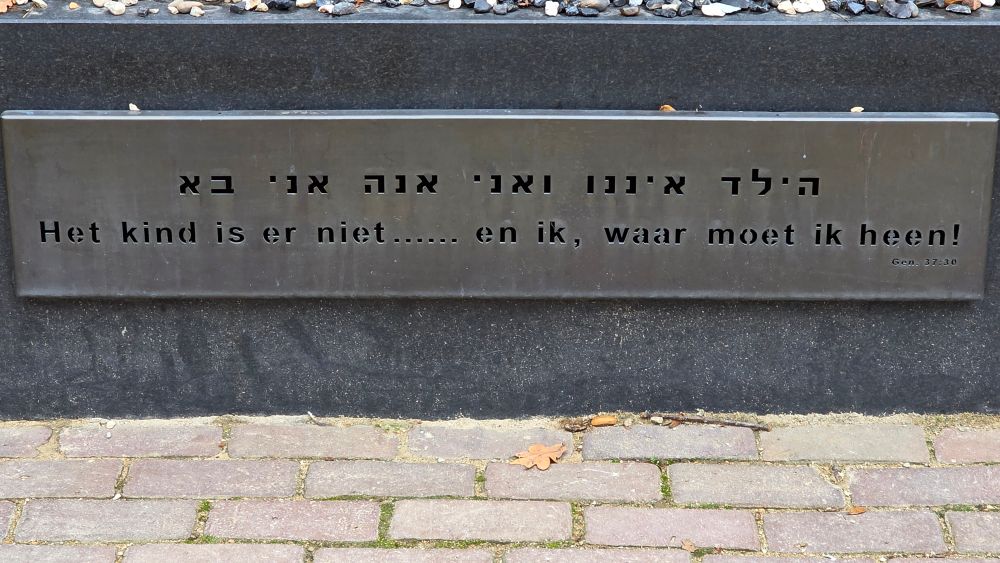 הילד איננו ואני אנה אני בא
Het kind is er niet...... en ik, waar moet ik heen!
Gen. 37:30